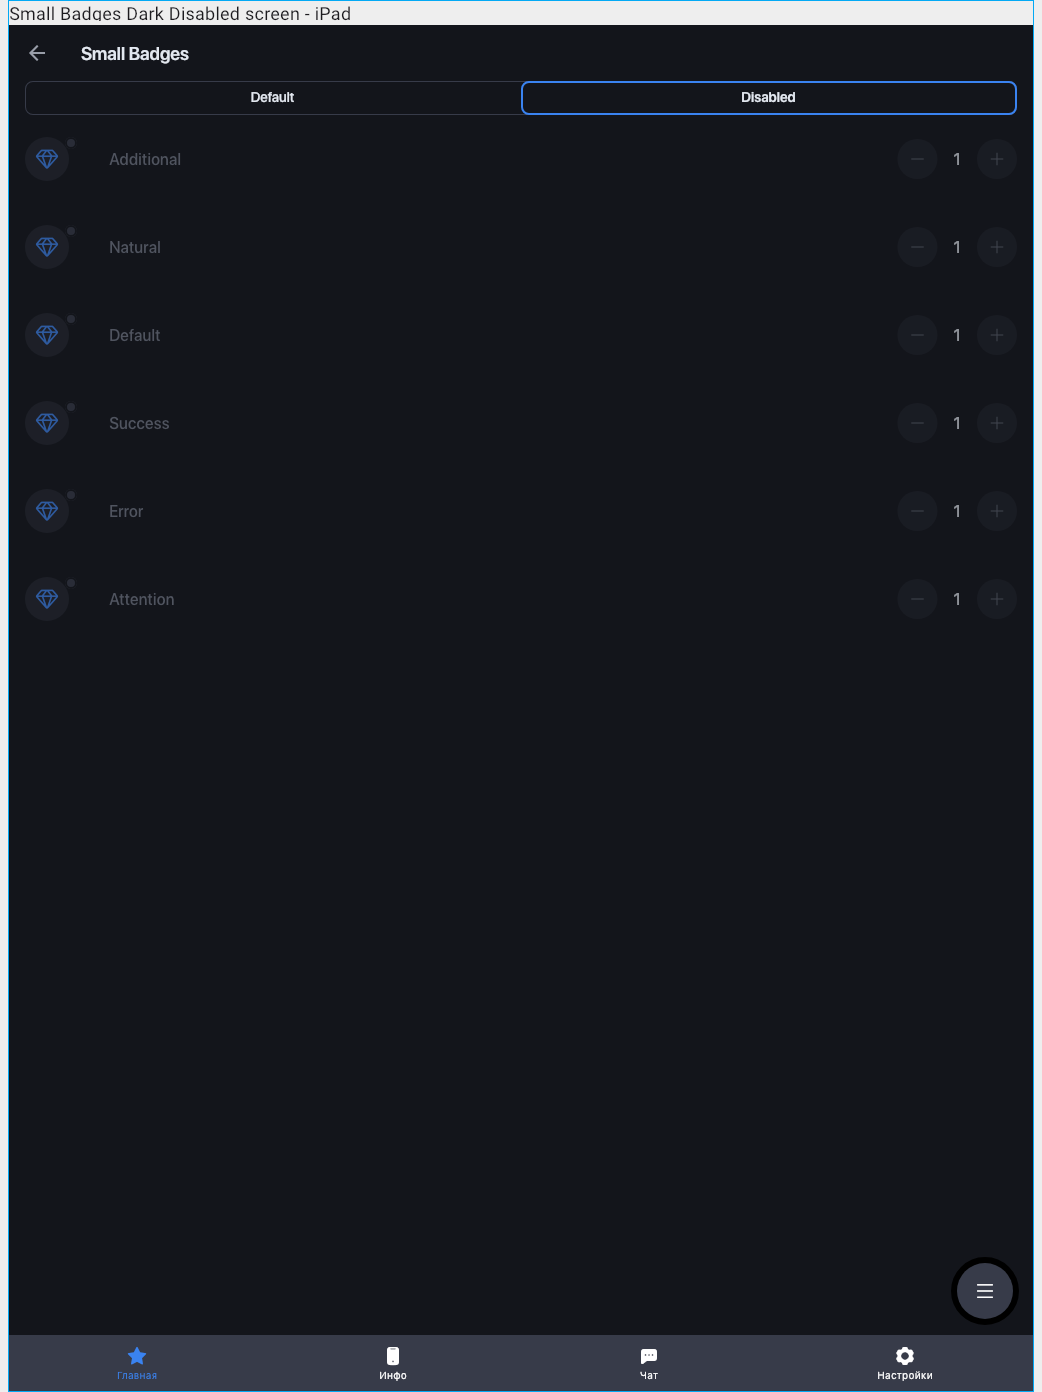 Small Badges Dark Disabled screen - iPad
Small Badges
Default Disabled
Additional 1
Natural 1
Default 1
Success 1
Error 1
Attention 1
Главная Инфо Чат Настройки